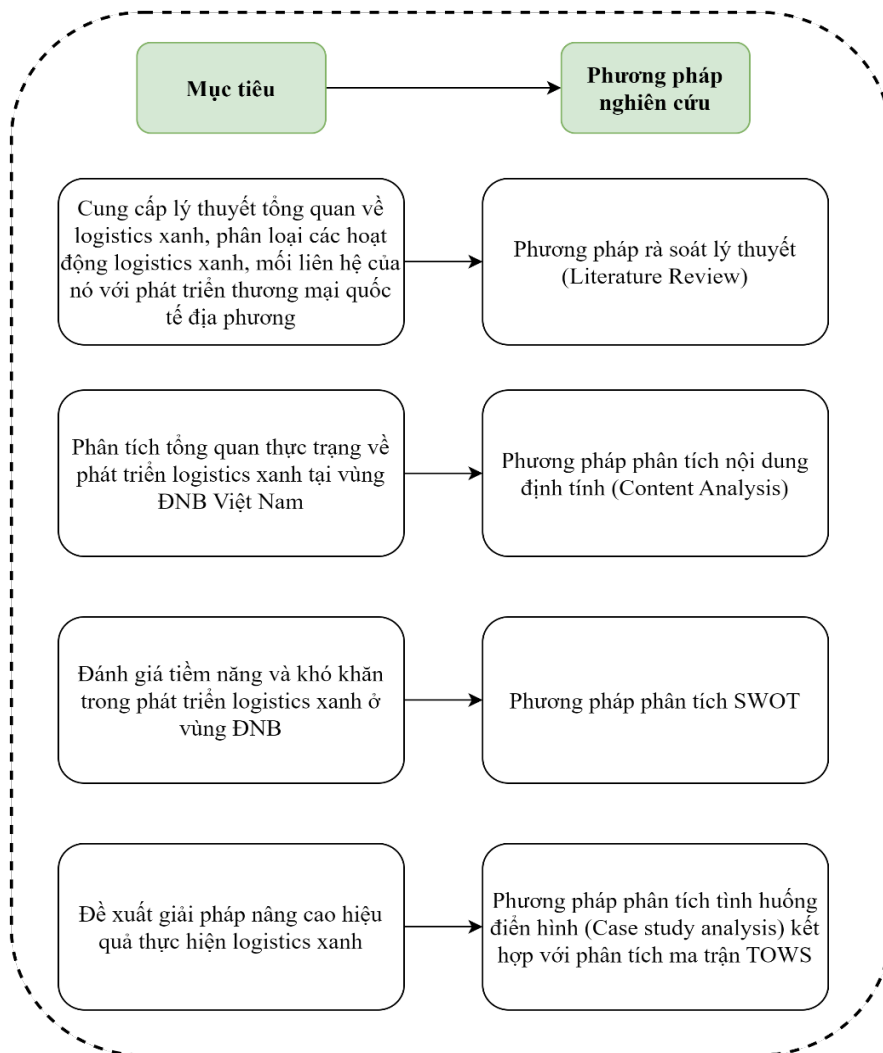 Mục tiêu
Phương pháp
nghiên cứu
Cung cấp lý thuyết tổng quan về
logistics xanh, phân loại các hoạt
động logistics xanh, mối liên hệ của
nó với phát triển thương mại quốc
tế địa phương
Phương pháp rà soát lý thuyết
(Literature Review)
Phân tích tổng quan thực trạng về
phát triển logistics xanh tại vùng
ĐNB Việt Nam
Phương pháp phân tích nội dung
định tính (Content Analysis)
Đánh giá tiềm năng và khó khăn
trong phát triển logistics xanh ở
vùng ĐNB
Phương pháp phân tích SWOT
Đề xuất giải pháp nâng cao hiệu
quả thực hiện logistics xanh
Phương pháp phân tích tình huống
điển hình (Case study analysis) kết
hợp với phân tích ma trận TOWS